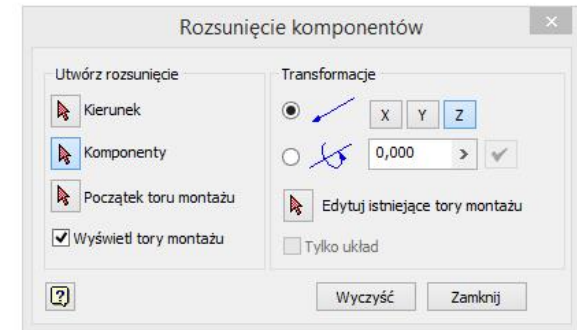 Rozsunięcie komponentów
Utwórz rozsunięcie
Kierunek
Komponenty
Początek toru montażu
Wyświetl tory montażu
Transformacje
X Y Z
0,000
Edytuj istniejące tory montażu
Tylko układ
Wyczyść Zamknij